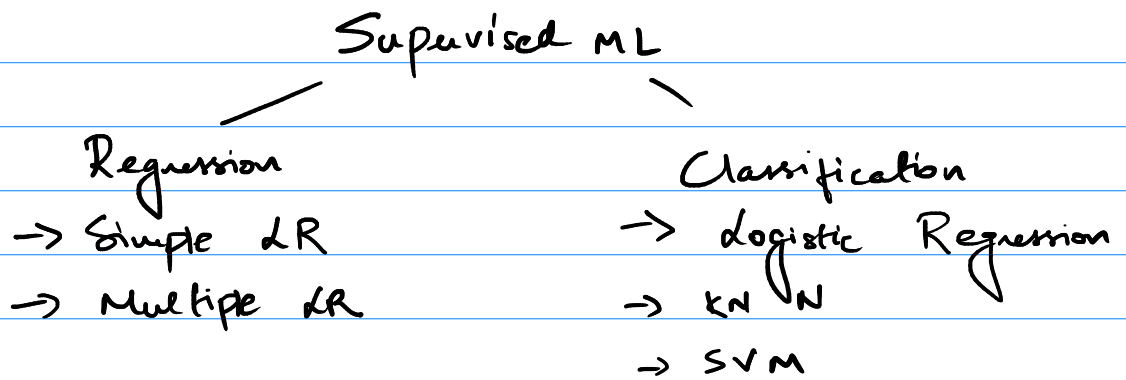 Supervised ML
Regression
→ Simple LR
→ Multiple LR
Classification
→ Logistic Regression
→ KNN
→ SVM